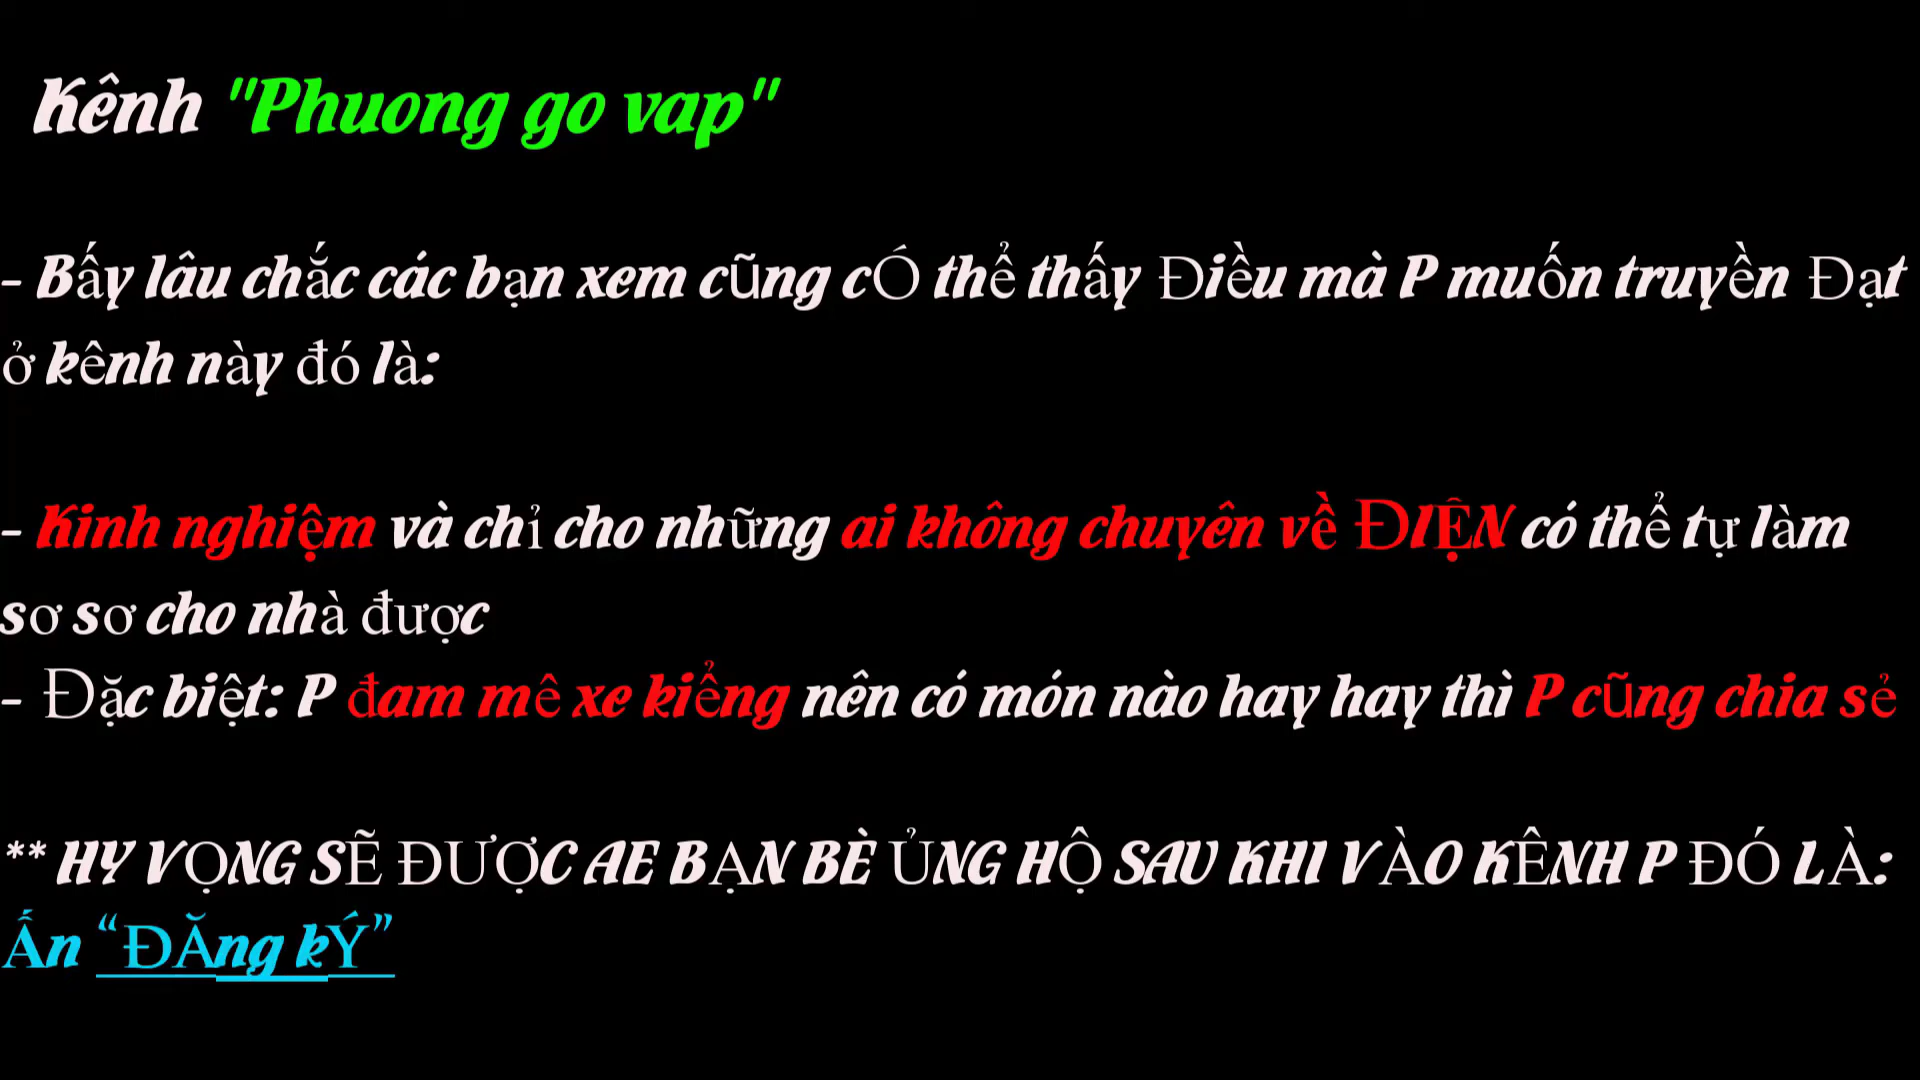 Kênh "Phuong go vap"
- Bấy lâu chắc các bạn xem cũng cÓ thể thấy Điều mà P muốn truyền Đạt
ở kênh này đó là:
- Kinh nghiệm và chỉ cho những ai không chuyên về ĐIỆN có thể tự làm
sơ sơ cho nhà được
- Đặc biệt: P đam mê xe kiểng nên có món nào hay hay thì P cũng chia sẻ
** HY VỌNG SẼ ĐƯỢC AE BẠN BÈ ỦNG HỘ SAU KHI VÀO KÊNH P ĐÓ LÀ:
Ấn “ĐĂng kÝ”